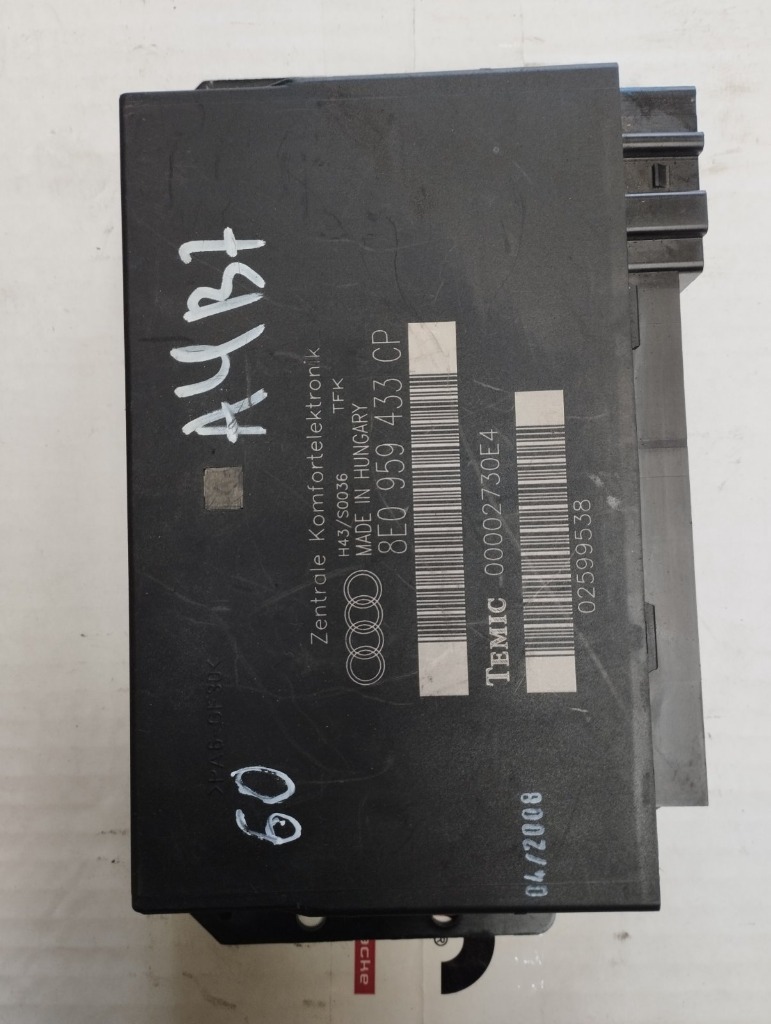 A4B7
Zentrale Komfortelektronik
H43/S0036 TFK
MADE IN HUNGARY
8E0 959 433 CP
TEMIC 00002730E4
02599538
60
04/2008